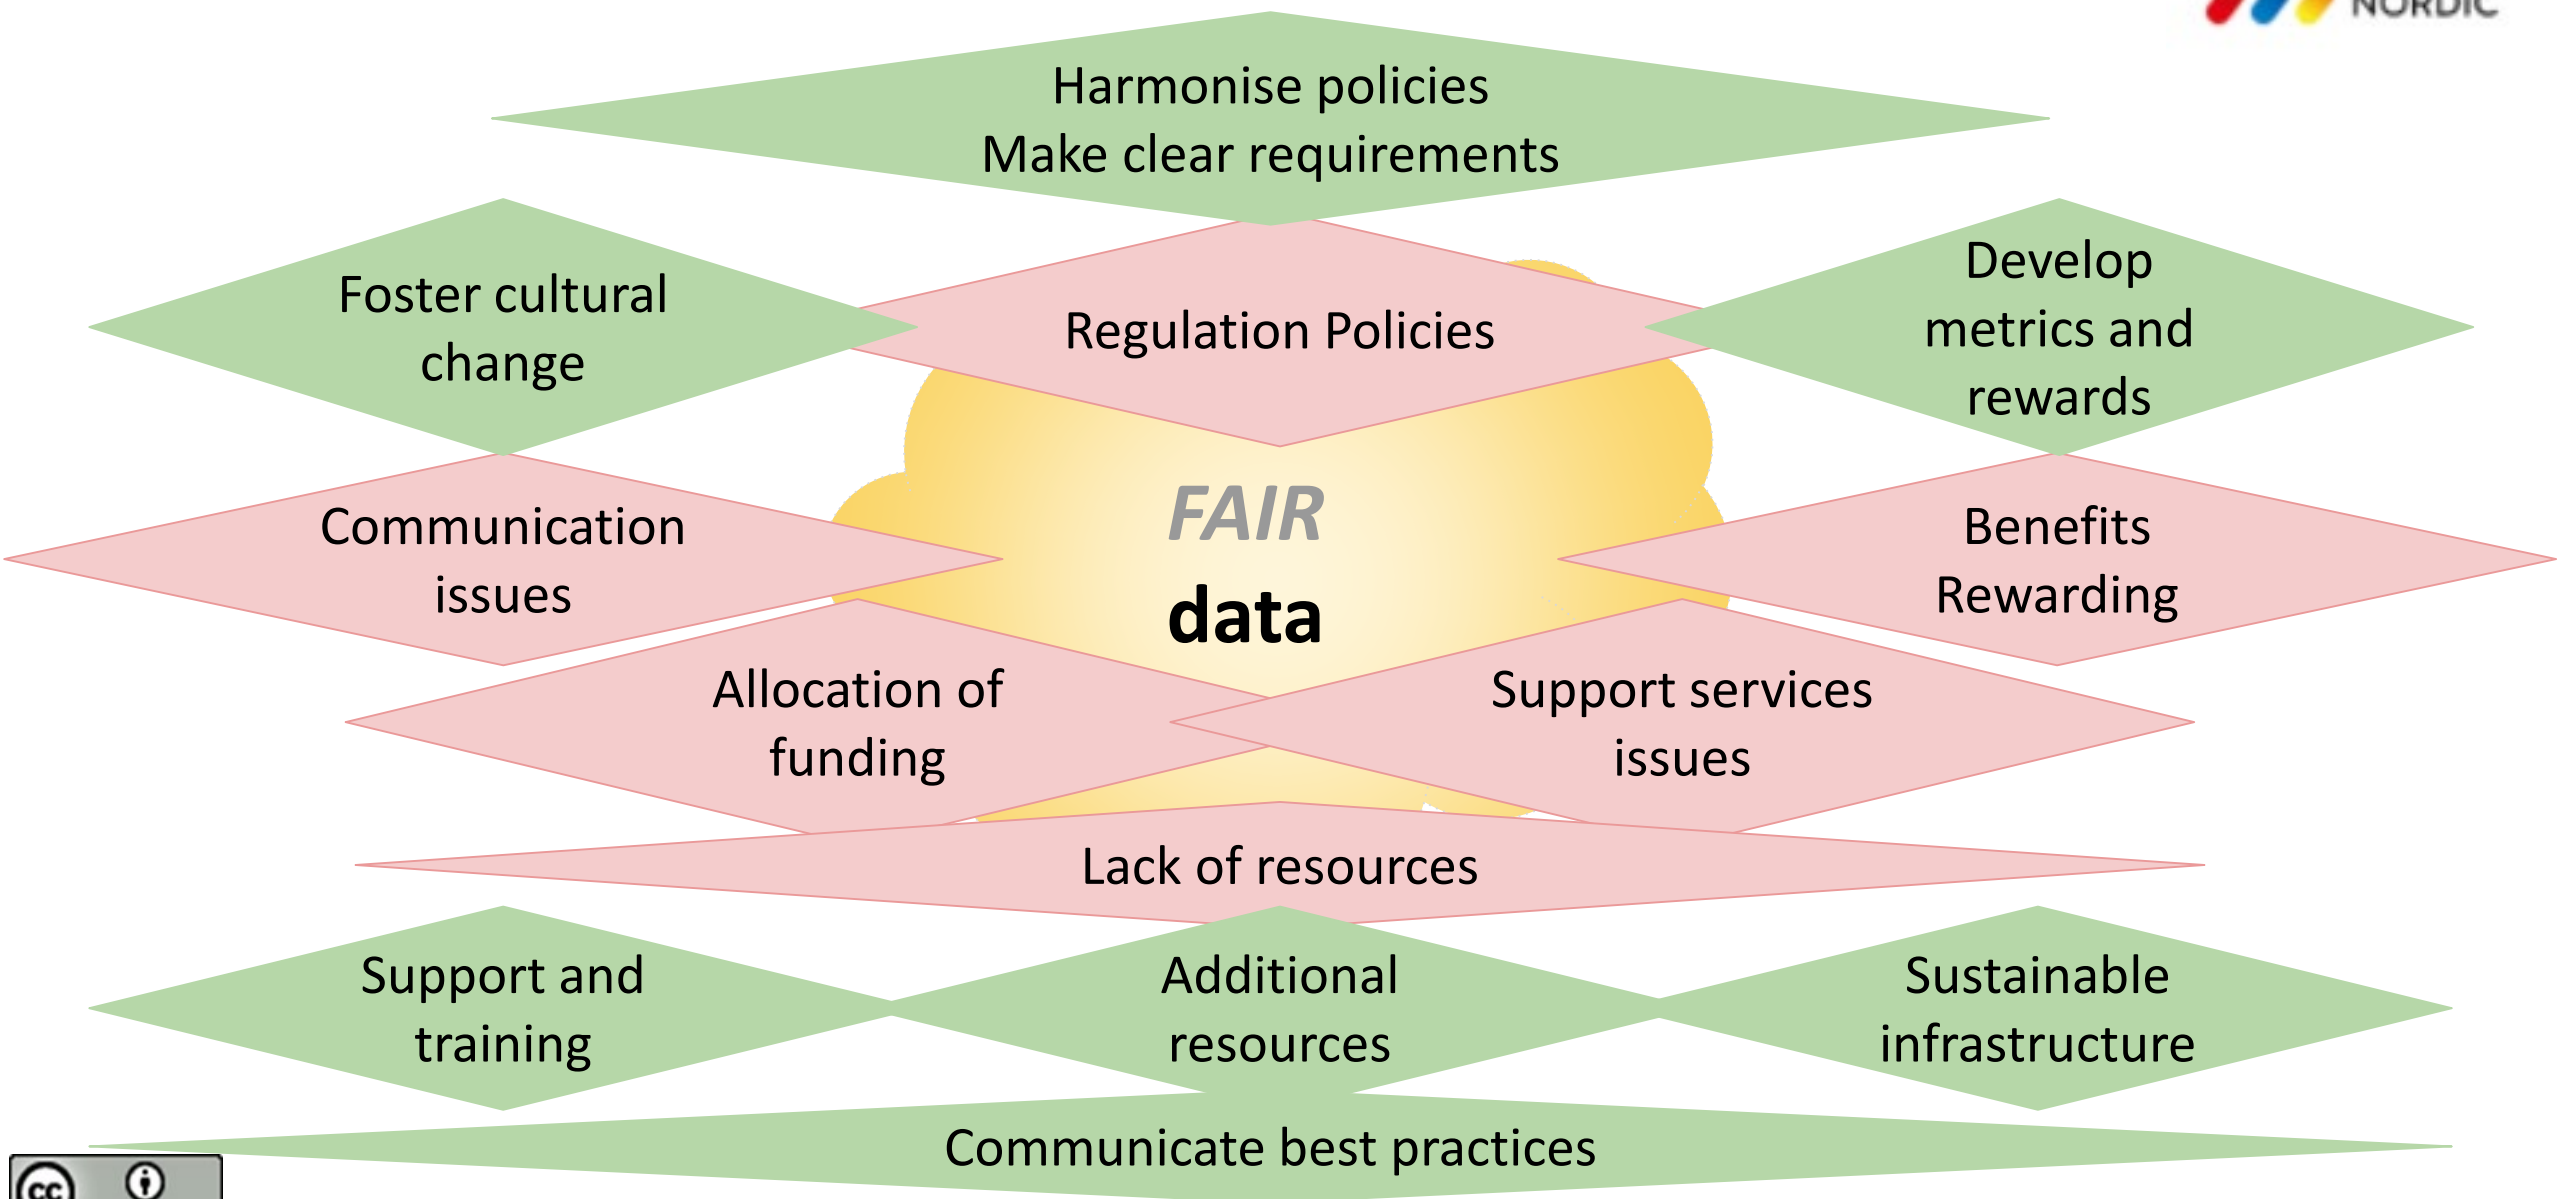 NORDIC
Harmonise policies
Make clear requirements
Foster cultural
change
Regulation Policies
Develop
metrics and
rewards
Communication
issues
FAIR
data
Benefits
Rewarding
Allocation of
funding
Support services
issues
Lack of resources
Support and
training
Additional
resources
Sustainable
infrastructure
Communicate best practices
cc